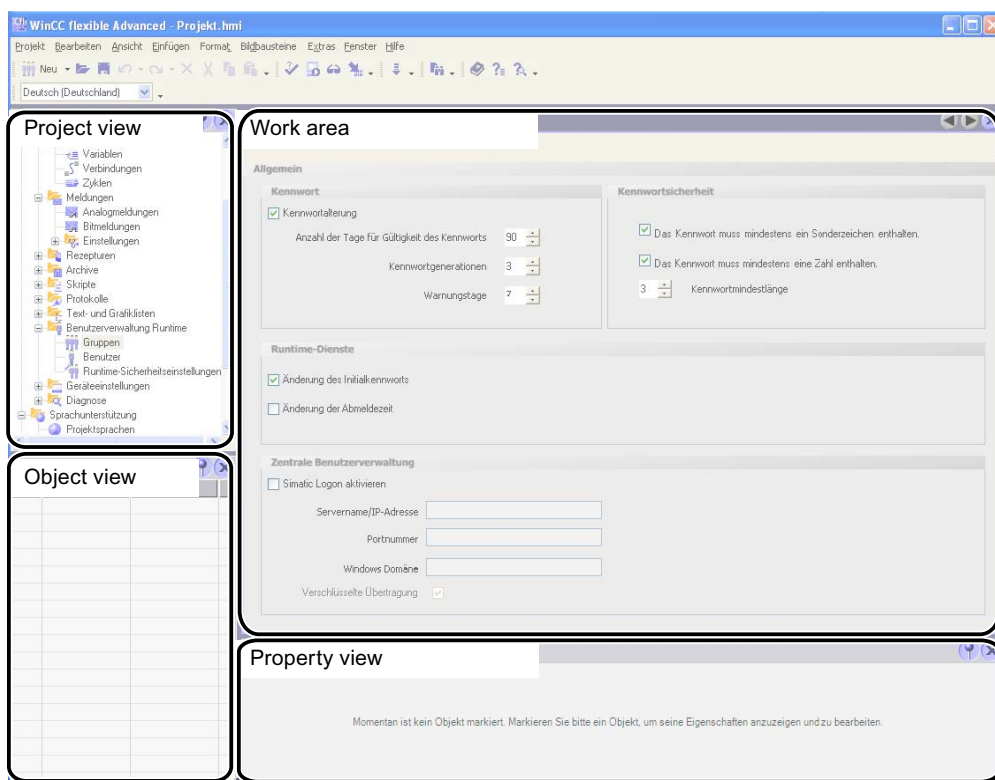 WinCC flexible Advanced - Projekt.hmi
Projekt Bearbeiten Ansicht Einfügen Format Bildbausteine Extras Fenster Hilfe
Neu
Deutsch (Deutschland)
Project view
Variablen
Verbindungen
Zyklen
Meldungen
Analogmeldungen
Bitmeldungen
Einstellungen
Rezepturen
Archive
Skripte
Protokolle
Text- und Grafiklisten
Benutzerverwaltung Runtime
Gruppen
Benutzer
Runtime-Sicherheitseinstellungen
Geräteeinstellungen
Diagnose
Sprachunterstützung
Projektsprachen
Object view
Work area
Allgemein
Kennwort
Kennwortalterung
Anzahl der Tage für Gültigkeit des Kennworts 90
Kennwortgenerationen 3
Warnungstage 7
Kennwortsicherheit
Das Kennwort muss mindestens ein Sonderzeichen enthalten.
Das Kennwort muss mindestens eine Zahl enthalten.
3 Kennwortmindestlänge
Runtime-Dienste
Änderung des Initialkennworts
Änderung der Abmeldezeit
Zentrale Benutzerverwaltung
Simatic Logon aktivieren
Servername/IP-Adresse
Portnummer
Windows Domäne
Verschlüsselte Übertragung
Property view
Momentan ist kein Objekt markiert. Markieren Sie bitte ein Objekt, um seine Eigenschaften anzuzeigen und zu bearbeiten.